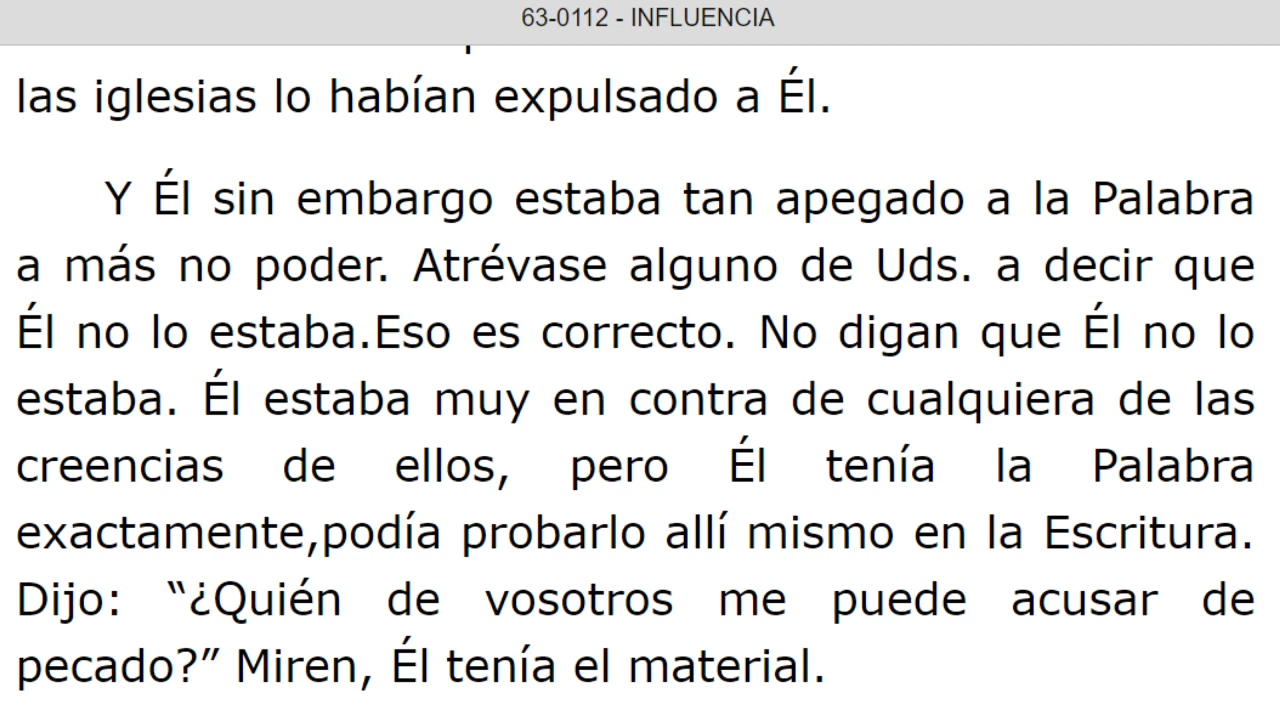 63-0112 - INFLUENCIA
las iglesias lo habían expulsado a Él.
Y Él sin embargo estaba tan apegado a la Palabra
a más no poder. Atrévase alguno de Uds. a decir que
Él no lo estaba.Eso es correcto. No digan que Él no lo
estaba. Él estaba muy en contra de cualquiera de las
creencias de ellos, pero Él tenía la Palabra
exactamente,podía probarlo allí mismo en la Escritura.
Dijo: “¿Quién de vosotros me puede acusar de
pecado?” Miren, Él tenía el material.